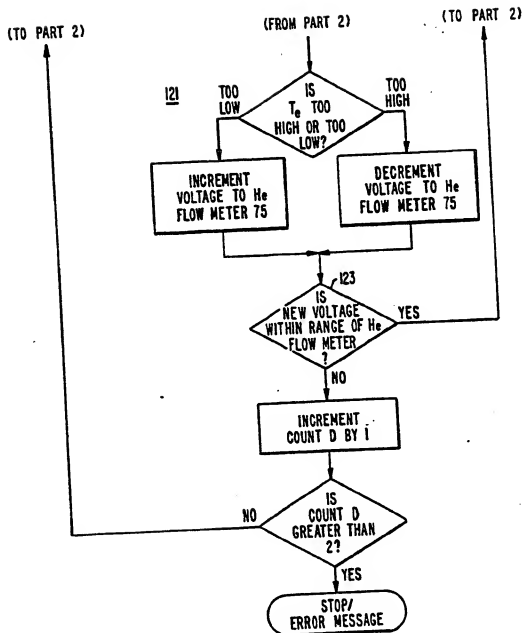 (TO PART 2)
(FROM PART 2)
(TO PART 2)
121
TOO
LOW
IS
Te TOO
HIGH OR TOO
LOW?
TOO
HIGH
INCREMENT
VOLTAGE TO He
FLOW METER 75
DECREMENT
VOLTAGE TO He
FLOW METER 75
123
IS
NEW VOLTAGE
WITHIN RANGE OF He
FLOW METER
?
YES
NO
INCREMENT
COUNT D BY 1
IS
COUNT D
GREATER THAN
2?
NO
YES
STOP/
ERROR MESSAGE